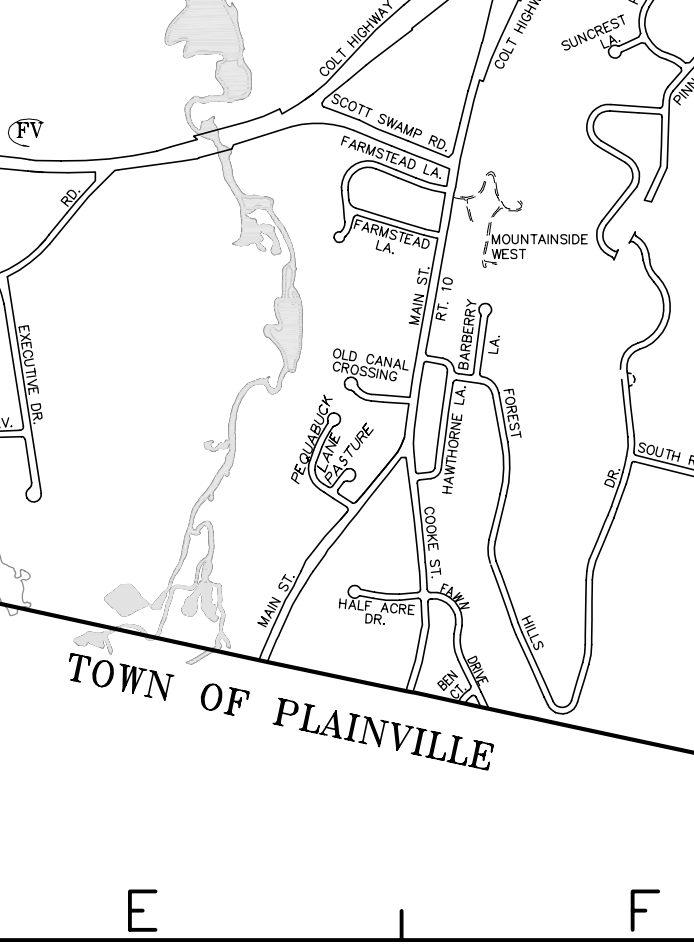 COLT HIGHWAY
COLT HIGHW
SUNCREST
LA.
PINN
SCOTT SWAMP RD.
FV
FARMSTEAD LA.
RD.
FARMSTEAD
LA.
MOUNTAINSIDE
WEST
MAIN ST.
RT. 10
BARBERRY
LA.
EXECUTIVE DR.
OLD CANAL
CROSSING
HAWTHORNE LA.
FOREST
PEQUABUCK
LANE
PASTURE
V.
SOUTH R
DR.
COOKE ST.
MAIN ST.
HALF ACRE
DR.
FAWN
DRIVE
HILLS
BEN
CT.
TOWN OF PLAINVILLE
E
F